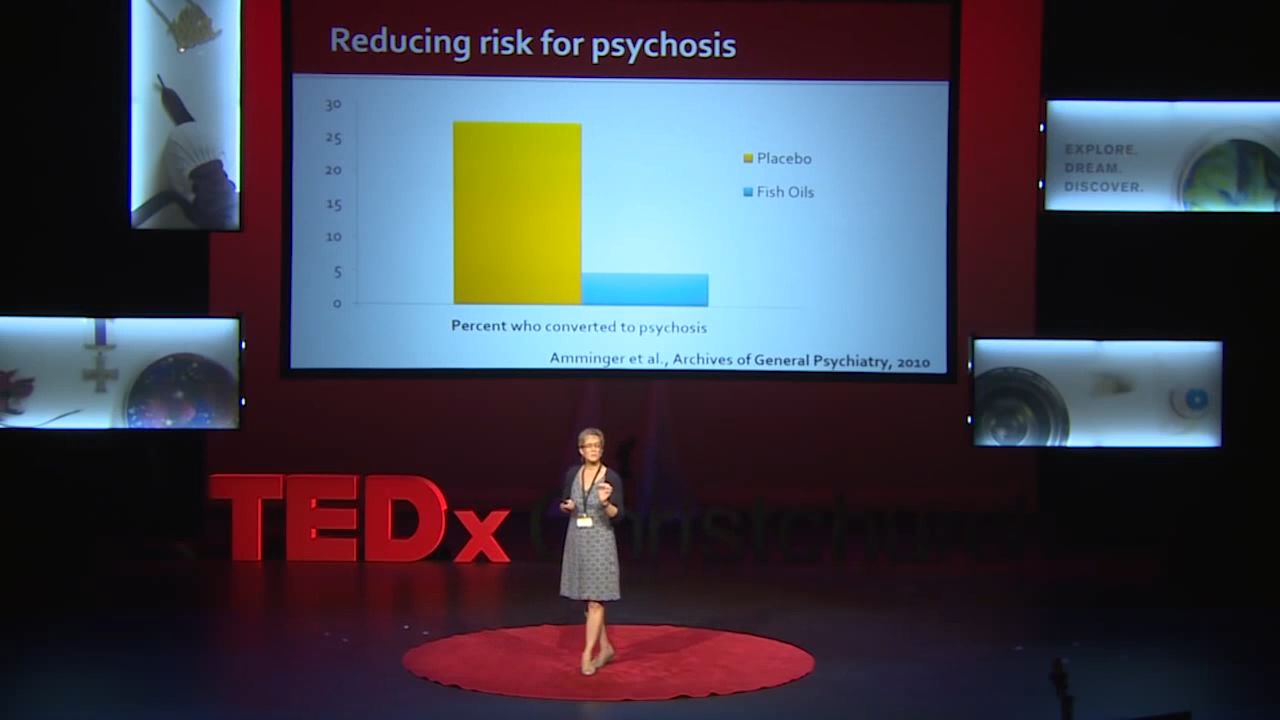 Reducing risk for psychosis
30
25
20
15
10
5
0
Placebo
Fish Oils
Percent who converted to psychosis
Amminger et al., Archives of General Psychiatry, 2010
EXPLORE.
DREAM.
DISCOVER.
TEDx Christchurch